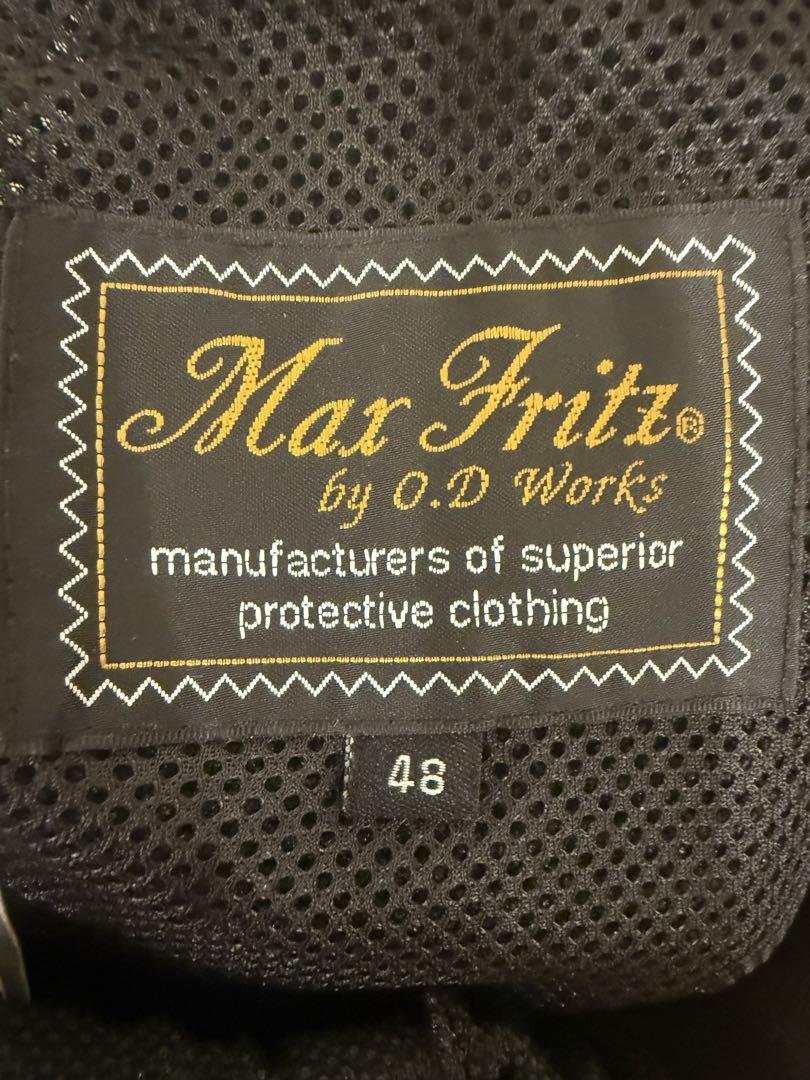 Max Fritz®
by O.D Works
manufacturers of superior
protective clothing
48